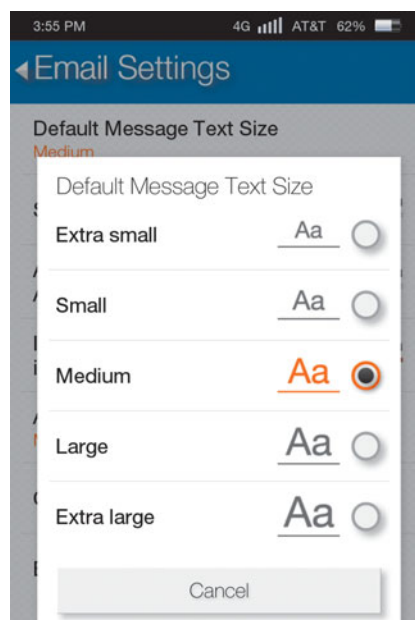 3:55 PM 4G AT&T 62%
Email Settings
Default Message Text Size
Medium
Default Message Text Size
Extra small Aa
Small Aa
Medium Aa
Large Aa
Extra large Aa
Cancel